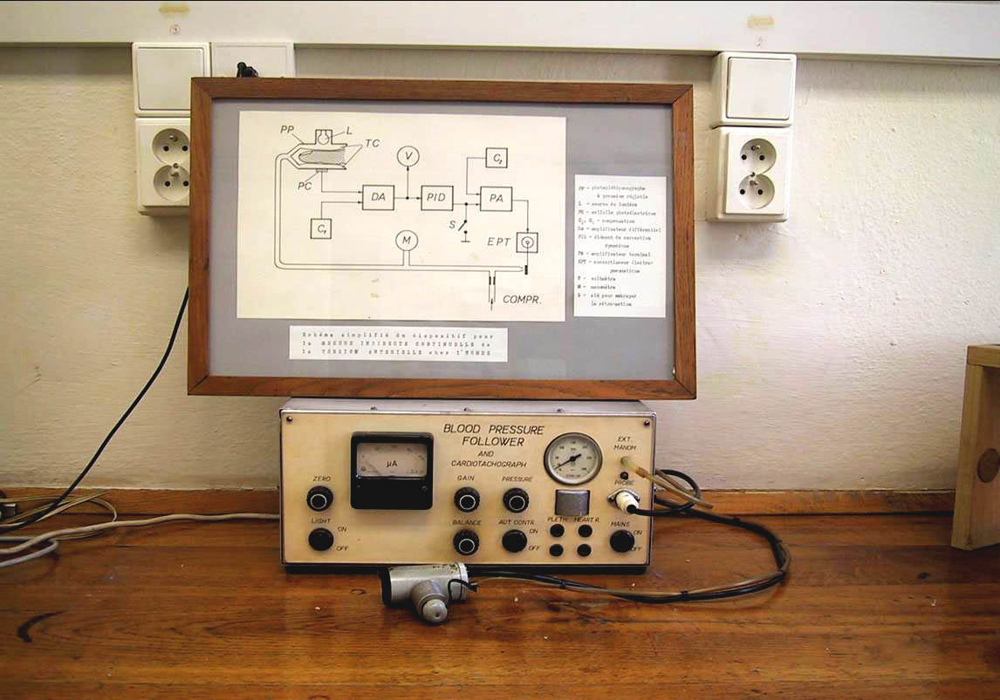 PP
L
TC
PC
V
C₂
DA
PID
PA
C₁
S
M
EPT
COMPR.
PP - photopléthysmographe
à pression réglable
L - source de lumière
PC - cellule photoélectrique
C₁, C₂ - compensation
DA - amplificateur différentiel
PID - élément de correction
dynamique
PA - amplificateur terminal
EPT - convertisseur électro-
pneumatique
V - voltmètre
M - manomètre
S - clé pour embrayer
la rétro-action
Schéma simplifié du dispositif pour
la MESURE INDIRECTE CONTINUELLE de
la TENSION ARTERIELLE chez l'HOMME
BLOOD PRESSURE
FOLLOWER
AND
CARDIOTACHOGRAPH
µA
EXT.
MANOM.
ZERO
GAIN
PRESSURE
PROBE
LIGHT
ON
OFF
BALANCE
AUT. CONTR.
ON
OFF
PLETH.
HEART R.
MAINS
ON
OFF